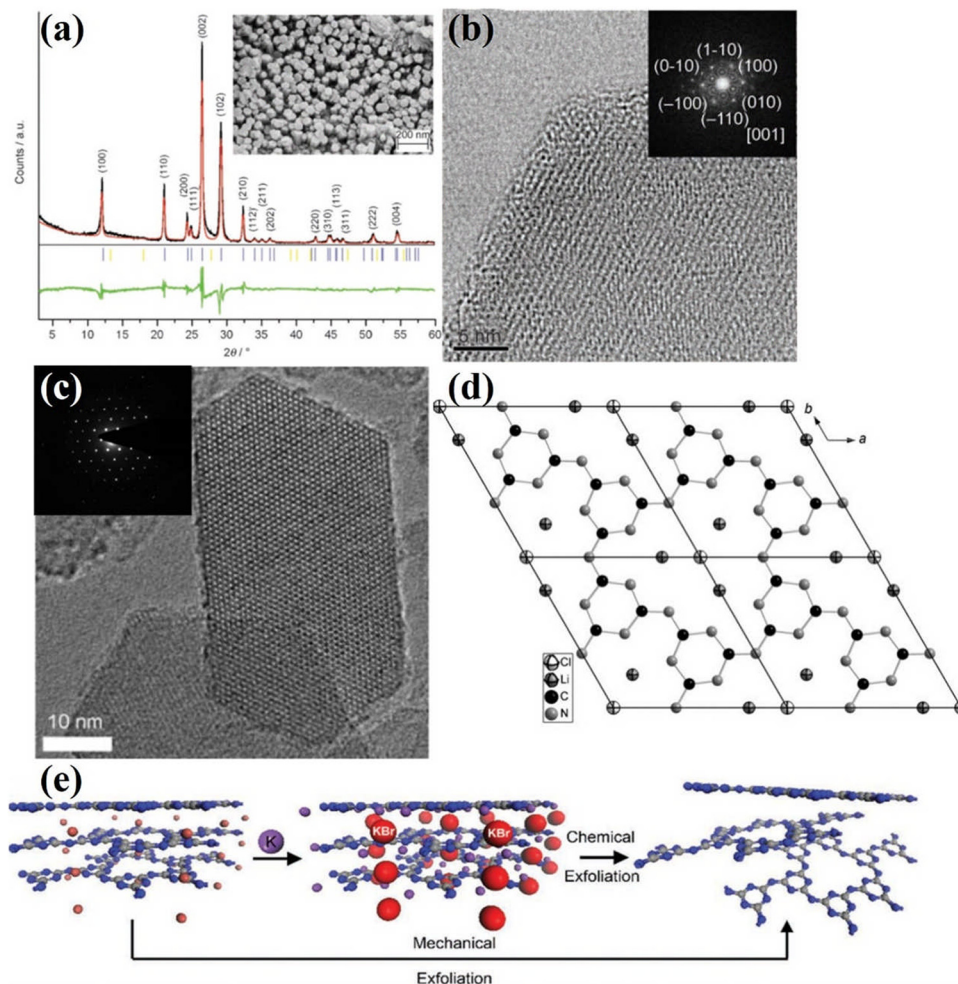 (a)
(002)
(102)
(100)
(110)
(200)
(111)
(210)
(112)
(211)
(202)
(220)
(310)
(113)
(311)
(222)
(004)
Counts / a.u.
200 nm
5 10 15 20 25 30 35 40 45 50 55 60
2θ / °
(b)
(1-10)
(0-10) (100)
(−100) (010)
(−110)
[001]
5 nm
(c)
10 nm
(d)
b
a
Cl
Li
C
N
(e)
K
KBr KBr
Chemical
Exfoliation
Mechanical
Exfoliation